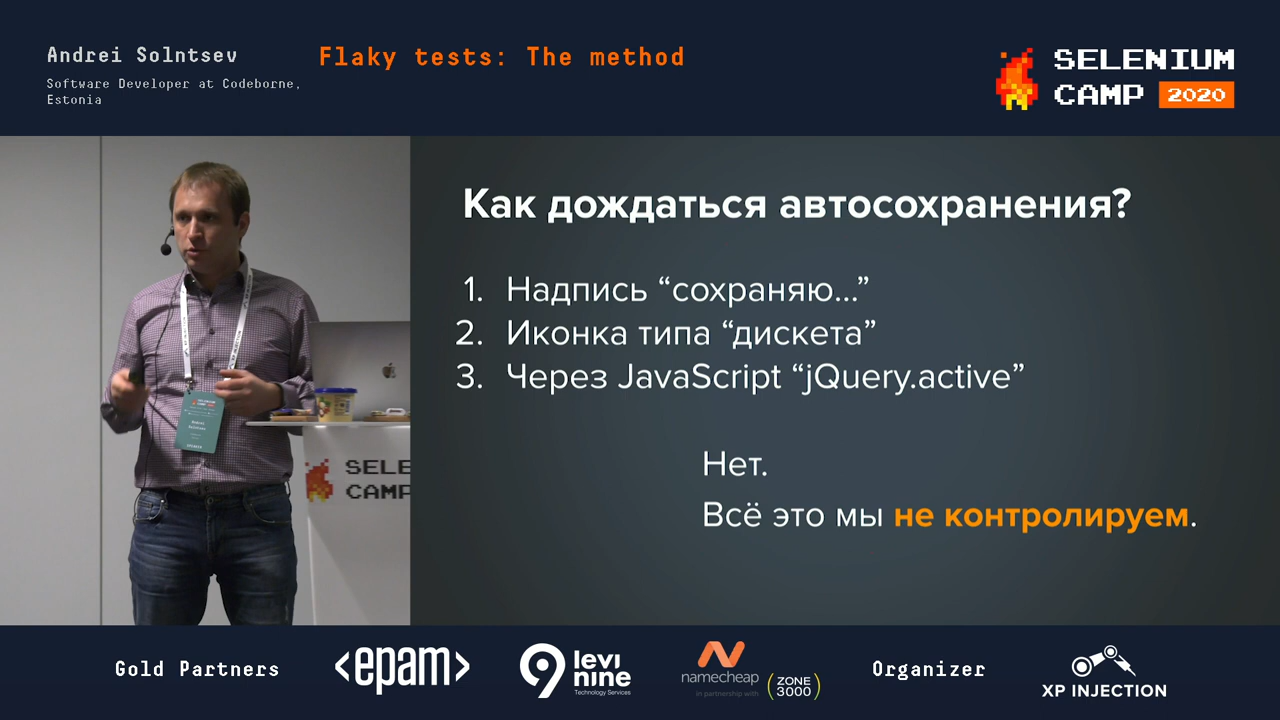 Andrei Solntsev
Software Developer at Codeborne,
Estonia
Flaky tests: The method
SELENIUM
CAMP 2020
Как дождаться автосохранения?
1. Надпись “сохраняю...”
2. Иконка типа “дискета”
3. Через JavaScript “jQuery.active”
Нет.
Всё это мы не контролируем.
SELE
CAMP
Gold Partners
<epam>
9 levi
nine
Technology Services
namecheap
in partnership with
ZONE
3000
Organizer
XP INJECTION